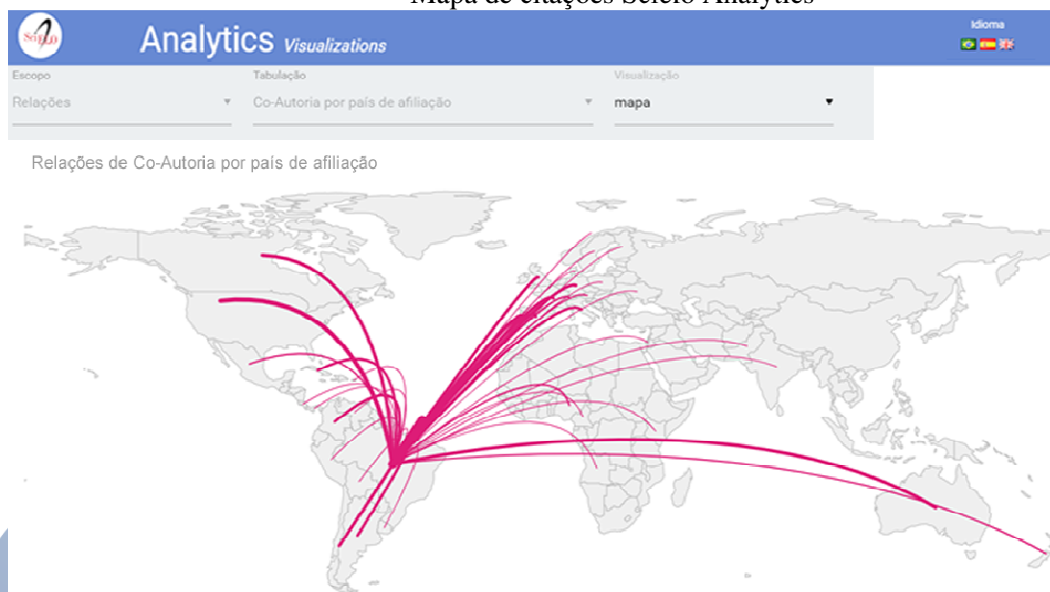 Mapa de citações Scielo Analytics
SciELO
Analytics Visualizations
Idioma
Escopo
Tabulação
Visualização
Relações
Co-Autoria por país de afiliação
mapa
Relações de Co-Autoria por país de afiliação